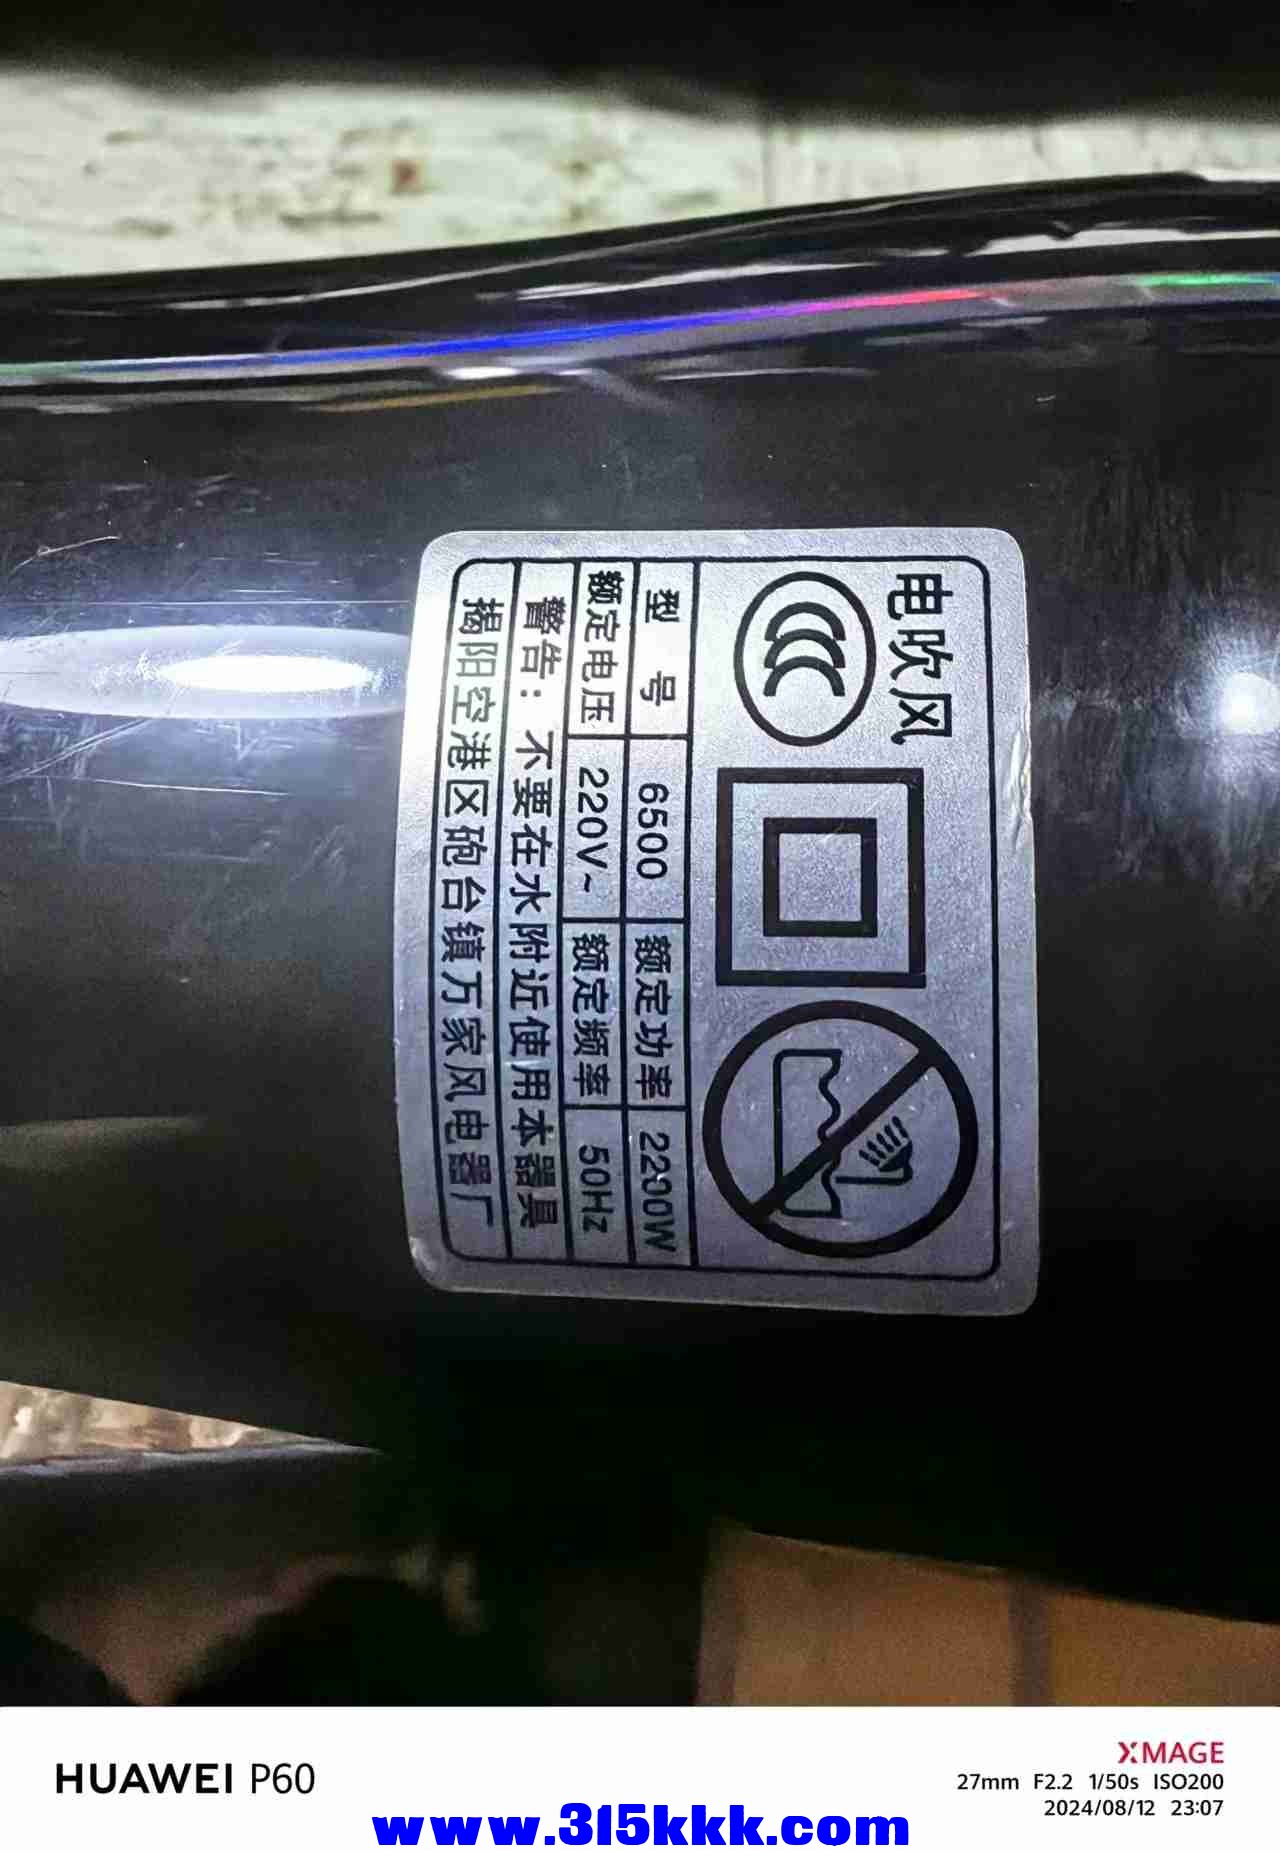 电吹风
型 号 6500 额定功率 2200W
额定电压 220V~ 额定频率 50Hz
警告：不要在水附近使用本器具
揭阳空港区砲台镇万家风电器厂
HUAWEI P60
XMAGE
27mm F2.2 1/50s ISO200
2024/08/12 23:07
www.315kkk.com